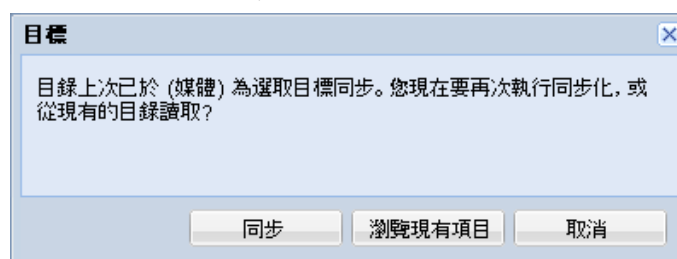 目標
目錄上次已於 (媒體) 為選取目標同步。您現在要再次執行同步化，或
從現有的目錄讀取?
同步
瀏覽現有項目
取消